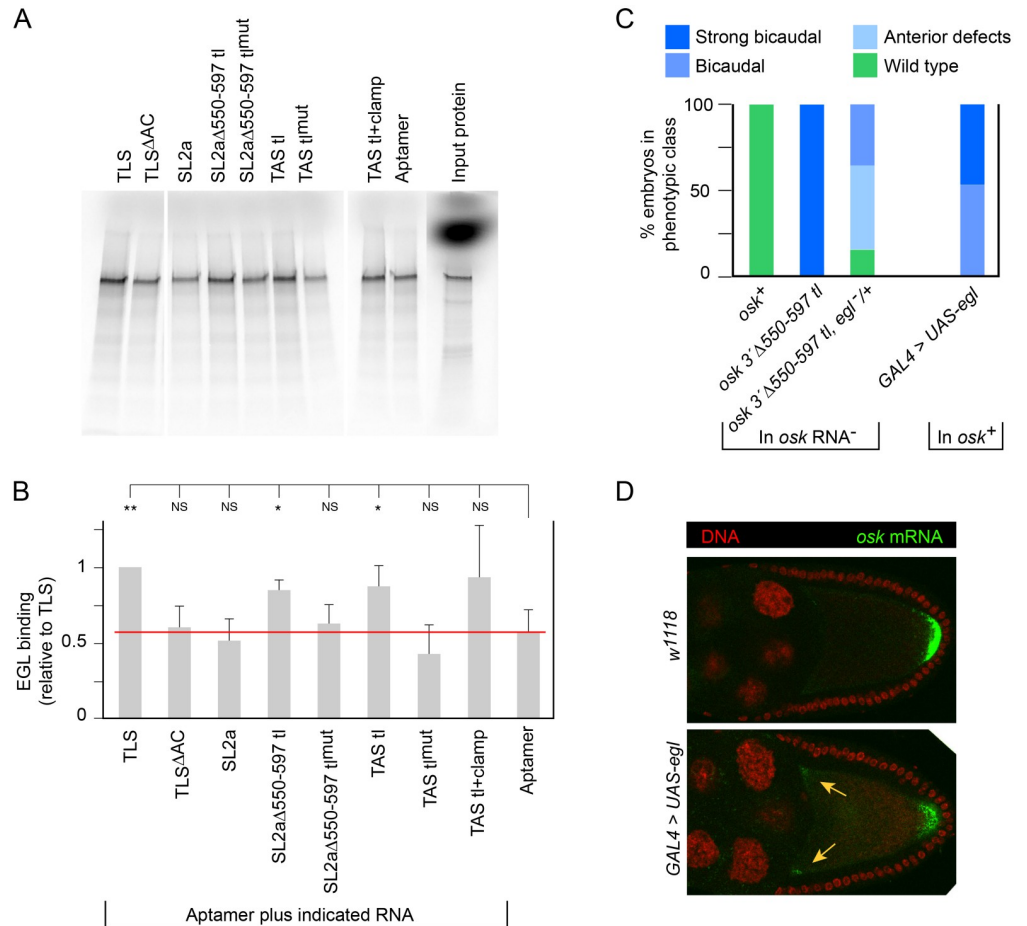 A
TLS
TLSΔAC
SL2a
SL2aΔ550-597 tl
SL2aΔ550-597 tlmut
TAS tl
TAS tlmut
TAS tl+clamp
Aptamer
Input protein
B
**
NS
NS
*
NS
*
NS
NS
EGL binding
(relative to TLS)
1
0.5
0
TLS
TLSΔAC
SL2a
SL2aΔ550-597 tl
SL2aΔ550-597 tlmut
TAS tl
TAS tlmut
TAS tl+clamp
Aptamer
Aptamer plus indicated RNA
C
Strong bicaudal
Bicaudal
Anterior defects
Wild type
% embryos in
phenotypic class
100
50
0
osk+
osk 3´Δ550-597 tl
osk 3´Δ550-597 tl, egl-/+
GAL4 > UAS-egl
In osk RNA-
In osk+
D
DNA
osk mRNA
w1118
GAL4 > UAS-egl